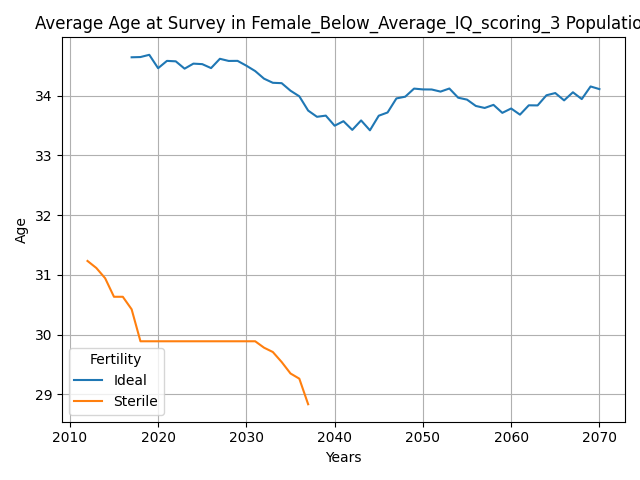 Average Age at Survey in Female_Below_Average_IQ_scoring_3 Populatio
34
33
32
31
30
29
Age
Fertility
Ideal
Sterile
2010 2020 2030 2040 2050 2060 2070
Years